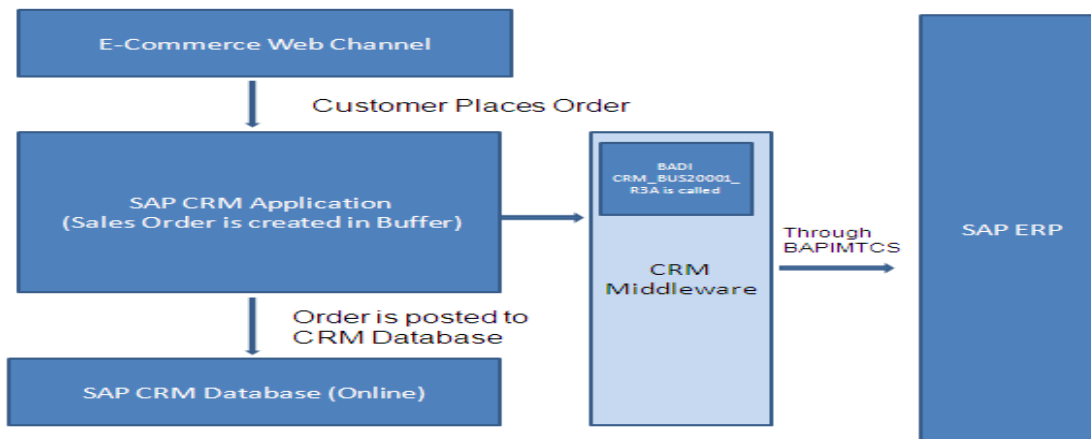 E-Commerce Web Channel
Customer Places Order
SAP CRM Application
(Sales Order is created in Buffer)
BADI
CRM_BUS20001_
R3A is called
CRM
Middleware
Through
BAPIMTCS
SAP ERP
Order is posted to
CRM Database
SAP CRM Database (Online)